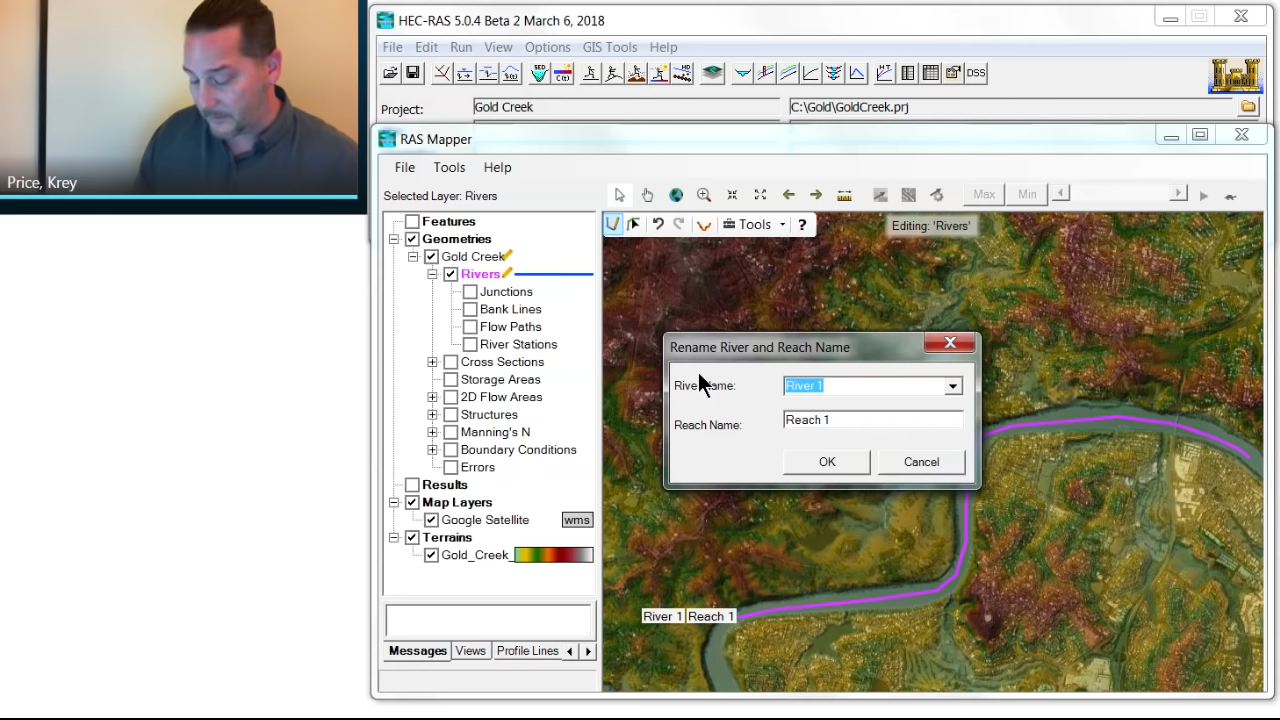 Price, Krey
HEC-RAS 5.0.4 Beta 2 March 6, 2018
File Edit Run View Options GIS Tools Help
DSS
Project: Gold Creek C:\Gold\GoldCreek.prj
RAS Mapper
File Tools Help
Selected Layer: Rivers
Max Min
Tools ?
Editing: 'Rivers'
Features
Geometries
Gold Creek
Rivers
Junctions
Bank Lines
Flow Paths
River Stations
Cross Sections
Storage Areas
2D Flow Areas
Structures
Manning's N
Boundary Conditions
Errors
Results
Map Layers
Google Satellite wms
Terrains
Gold_Creek_
Messages Views Profile Lines
Rename River and Reach Name
River Name: River 1
Reach Name: Reach 1
OK Cancel
River 1 Reach 1